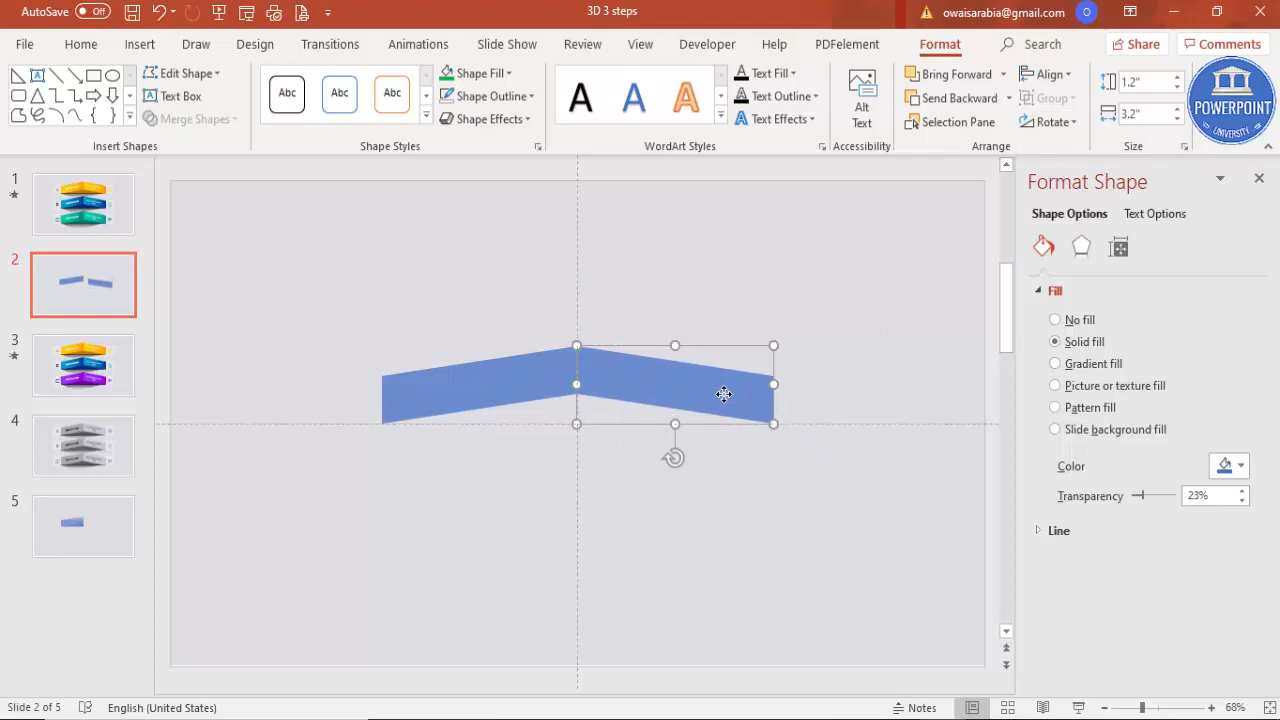 AutoSave Off
3D 3 steps
owaisarabia@gmail.com
O
File Home Insert Draw Design Transitions Animations Slide Show Review View Developer Help PDFelement Format Search Share Comments
Edit Shape
Text Box
Merge Shapes
Insert Shapes
Abc Abc Abc
Shape Fill
Shape Outline
Shape Effects
Shape Styles
A A A
Text Fill
Text Outline
Text Effects
WordArt Styles
Alt
Text
Accessibility
Bring Forward
Send Backward
Selection Pane
Align
Group
Rotate
Arrange
1.2"
3.2"
Size
POWERPOINT
UNIVERSITY
1
2
3
4
5
Format Shape
Shape Options Text Options
Fill
No fill
Solid fill
Gradient fill
Picture or texture fill
Pattern fill
Slide background fill
Color
Transparency 23%
Line
Slide 2 of 5
English (United States)
Notes
68%